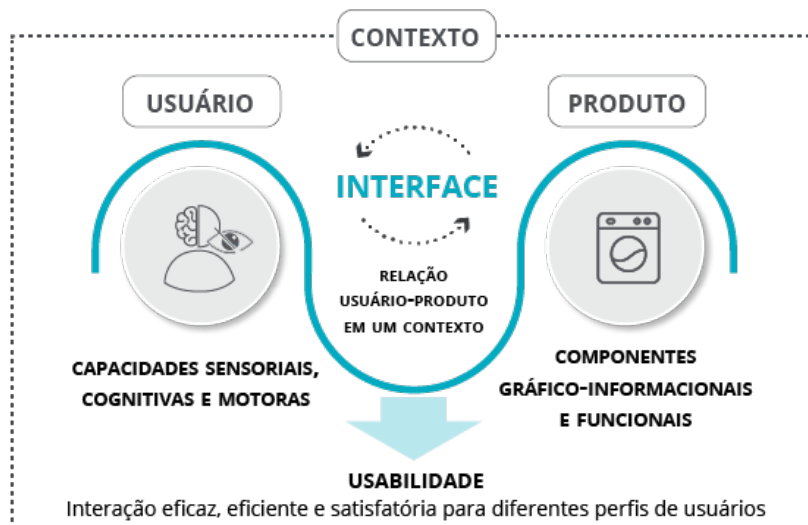 CONTEXTO
USUÁRIO
PRODUTO
INTERFACE
RELAÇÃO
USUÁRIO-PRODUTO
EM UM CONTEXTO
CAPACIDADES SENSORIAIS,
COGNITIVAS E MOTORAS
COMPONENTES
GRÁFICO-INFORMACIONAIS
E FUNCIONAIS
USABILIDADE
Interação eficaz, eficiente e satisfatória para diferentes perfis de usuários